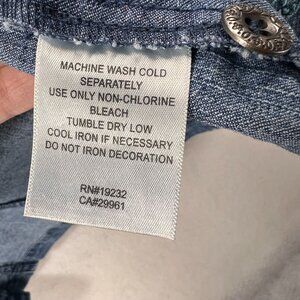 MACHINE WASH COLD
SEPARATELY
USE ONLY NON-CHLORINE
BLEACH
TUMBLE DRY LOW
COOL IRON IF NECESSARY
DO NOT IRON DECORATION
RN#19232
CA#29961